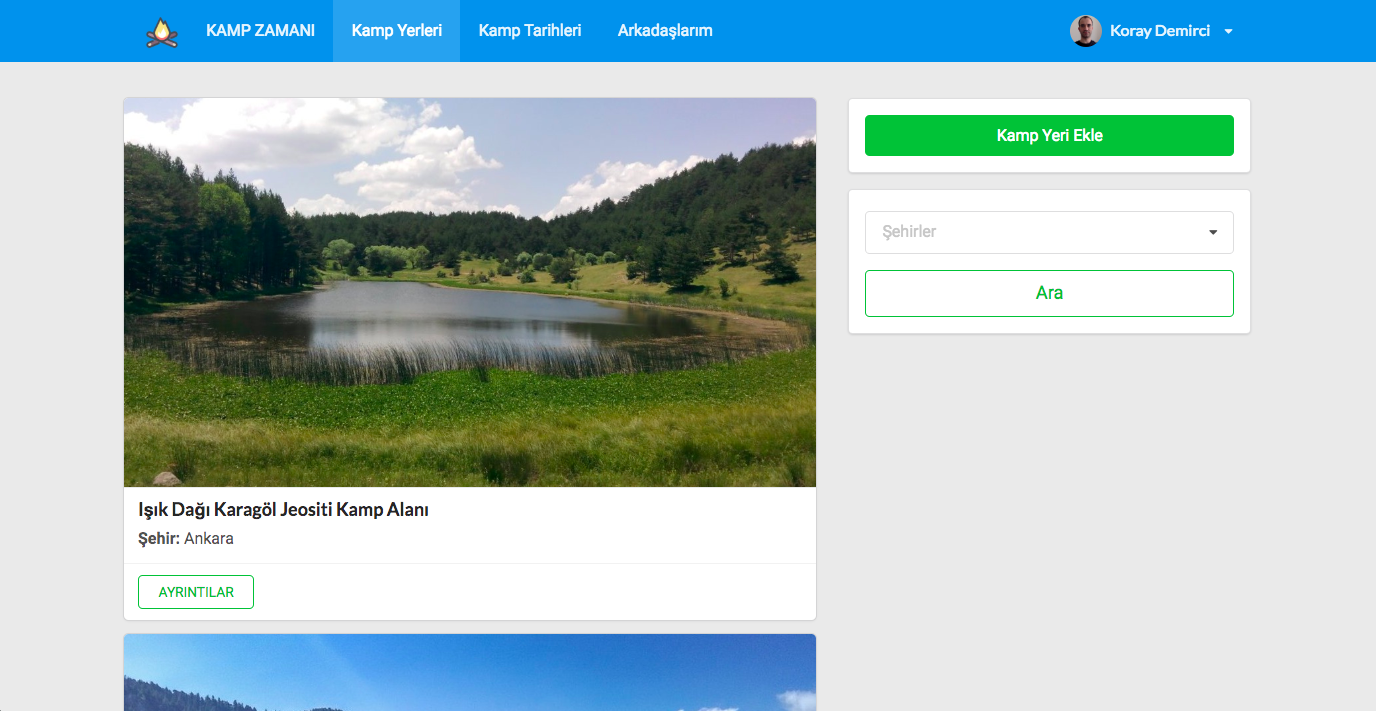 KAMP ZAMANI
Kamp Yerleri
Kamp Tarihleri
Arkadaşlarım
Koray Demirci
Işık Dağı Karagöl Jeositi Kamp Alanı
Şehir: Ankara
AYRINTILAR
Kamp Yeri Ekle
Şehirler
Ara